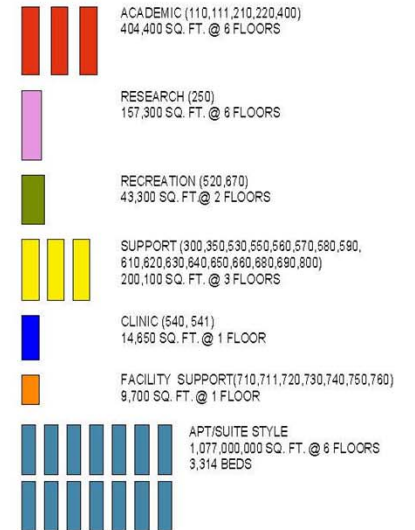 ACADEMIC (110,111,210,220,400)
404,400 SQ. FT. @ 6 FLOORS
RESEARCH (250)
157,300 SQ. FT. @ 6 FLOORS
RECREATION (520,670)
43,300 SQ. FT.@ 2 FLOORS
SUPPORT (300,350,530,550,560,570,580,590,
610,620,630,640,650,660,680,690,800)
200,100 SQ. FT. @ 3 FLOORS
CLINIC (540, 541)
14,650 SQ. FT. @ 1 FLOOR
FACILITY SUPPORT(710,711,720,730,740,750,760)
9,700 SQ. FT. @ 1 FLOOR
APT/SUITE STYLE
1,077,000,000 SQ. FT. @ 6 FLOORS
3,314 BEDS